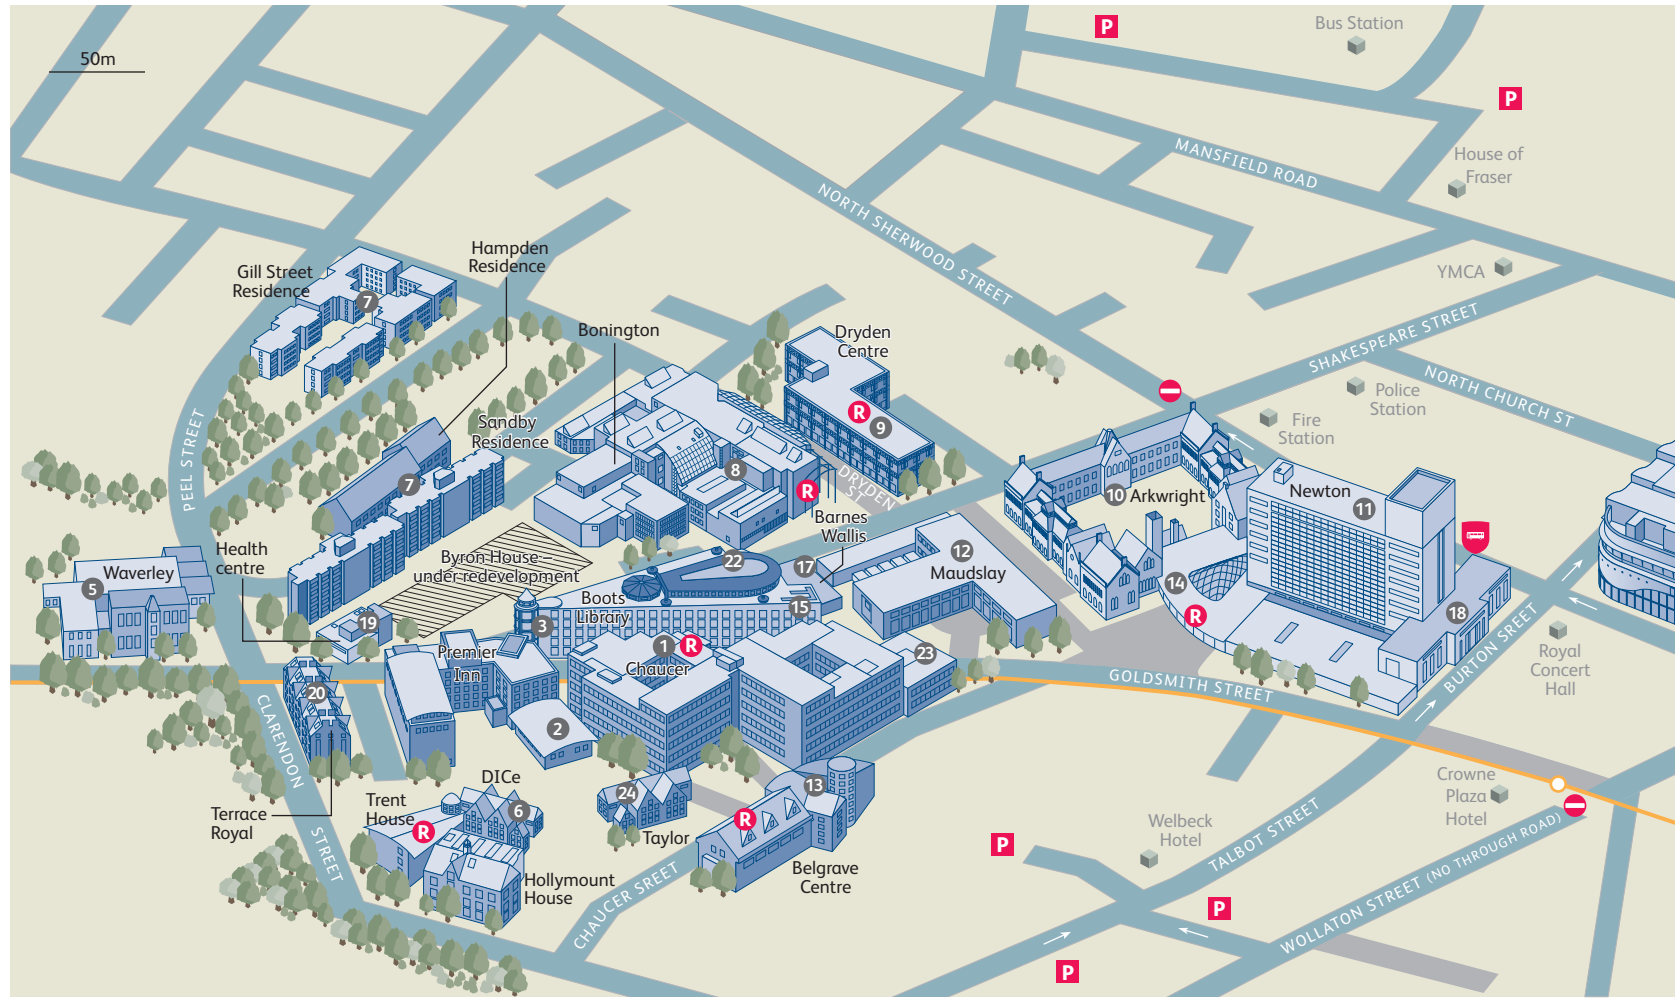 50m
P
Bus Station
P
House of
Fraser
MANSFIELD ROAD
NORTH SHERWOOD STREET
YMCA
SHAKESPEARE STREET
NORTH CHURCH ST
Police
Station
Fire
Station
Hampden
Residence
Gill Street
Residence
7
Bonington
Dryden
Centre
R
9
PEEL STREET
Sandby
Residence
7
8
R
DRYDEN
ST
Barnes
Wallis
10 Arkwright
Newton
11
Health
centre
Waverley
5
Byron House –
under redevelopment
22
17
12
Maudslay
14
R
18
Boots
Library
15
19
3
Premier
Inn
1
R
Chaucer
23
20
2
GOLDSMITH STREET
BURTON SREET
Royal
Concert
Hall
CLARENDON
STREET
Terrace
Royal
DICe
Trent
House
R
6
24
Taylor
13
R
Belgrave
Centre
Hollymount
House
CHAUCER SREET
Crowne
Plaza
Hotel
Welbeck
Hotel
TALBOT STREET
P
P
P
WOLLATON STREET (NO THROUGH ROAD)